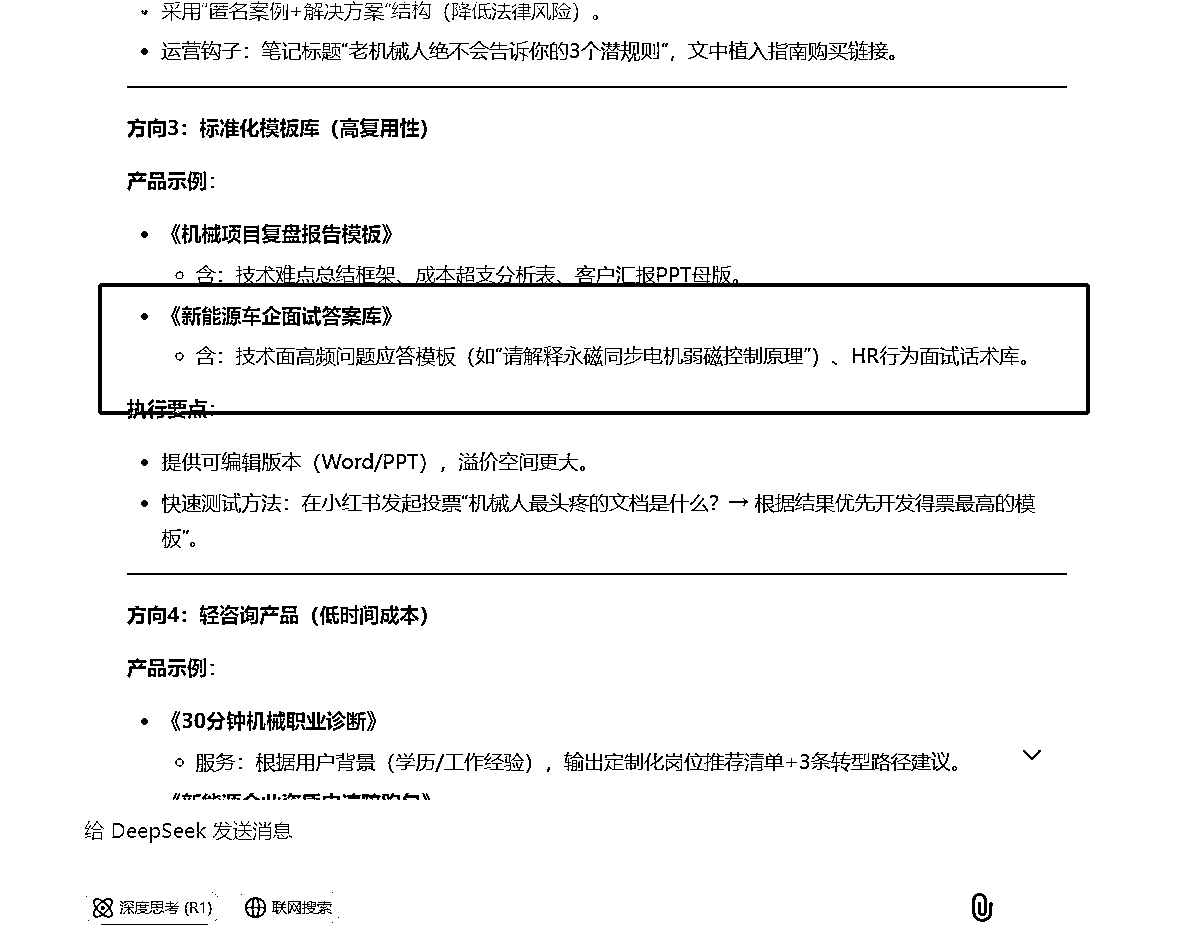 采用“匿名案例+解决方案”结构（降低法律风险）。
运营钩子：笔记标题“老机械人绝不会告诉你的3个潜规则”，文中植入指南购买链接。
方向3：标准化模板库（高复用性）
产品示例：
《机械项目复盘报告模板》
含：技术难点总结框架、成本超支分析表、客户汇报PPT母版。
《新能源车企面试答案库》
含：技术面高频问题应答模板（如“请解释永磁同步电机弱磁控制原理”）、HR行为面试话术库。
执行要点：
提供可编辑版本（Word/PPT），溢价空间更大。
快速测试方法：在小红书发起投票“机械人最头疼的文档是什么？→ 根据结果优先开发得票最高的模
板”。
方向4：轻咨询产品（低时间成本）
产品示例：
《30分钟机械职业诊断》
服务：根据用户背景（学历/工作经验），输出定制化岗位推荐清单+3条转型路径建议。
给 DeepSeek 发送消息
深度思考 (R1)
联网搜索